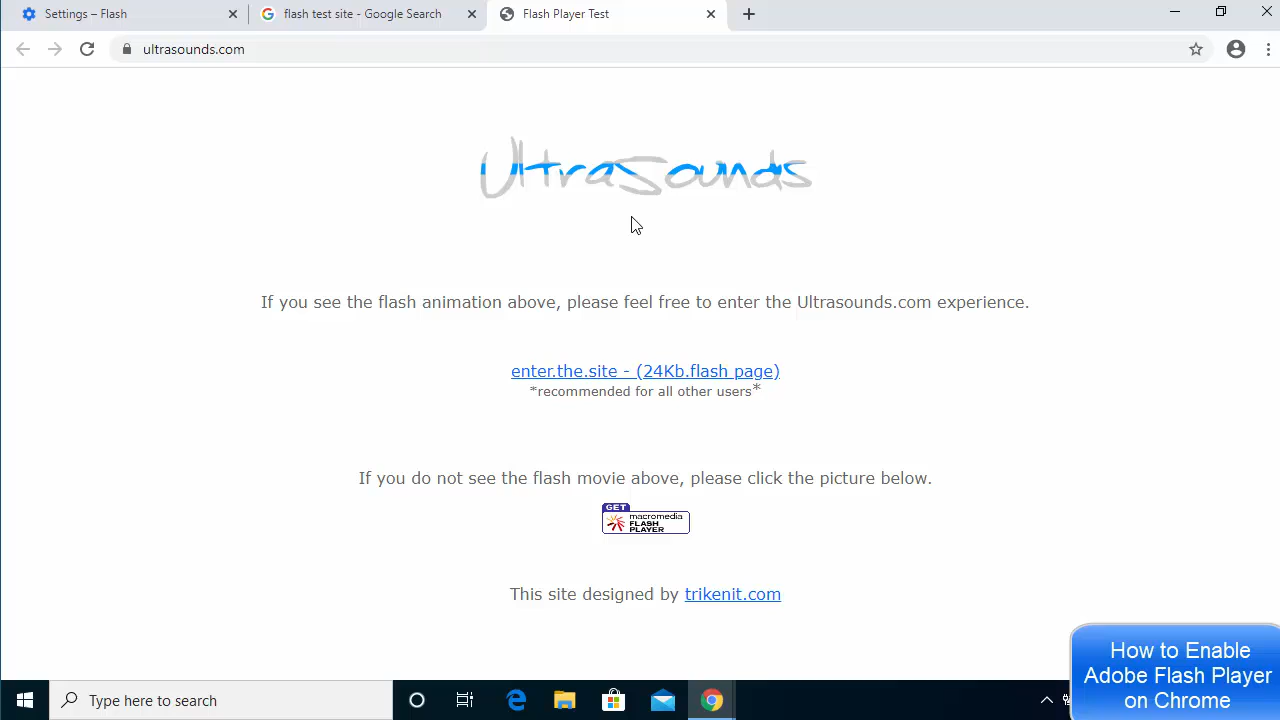 Settings – Flash
flash test site - Google Search
Flash Player Test
ultrasounds.com
UltraSounds
If you see the flash animation above, please feel free to enter the Ultrasounds.com experience.
enter.the.site - (24Kb.flash page)
*recommended for all other users*
If you do not see the flash movie above, please click the picture below.
GET
macromedia
FLASH
PLAYER
This site designed by trikenit.com
Type here to search
How to Enable
Adobe Flash Player
on Chrome